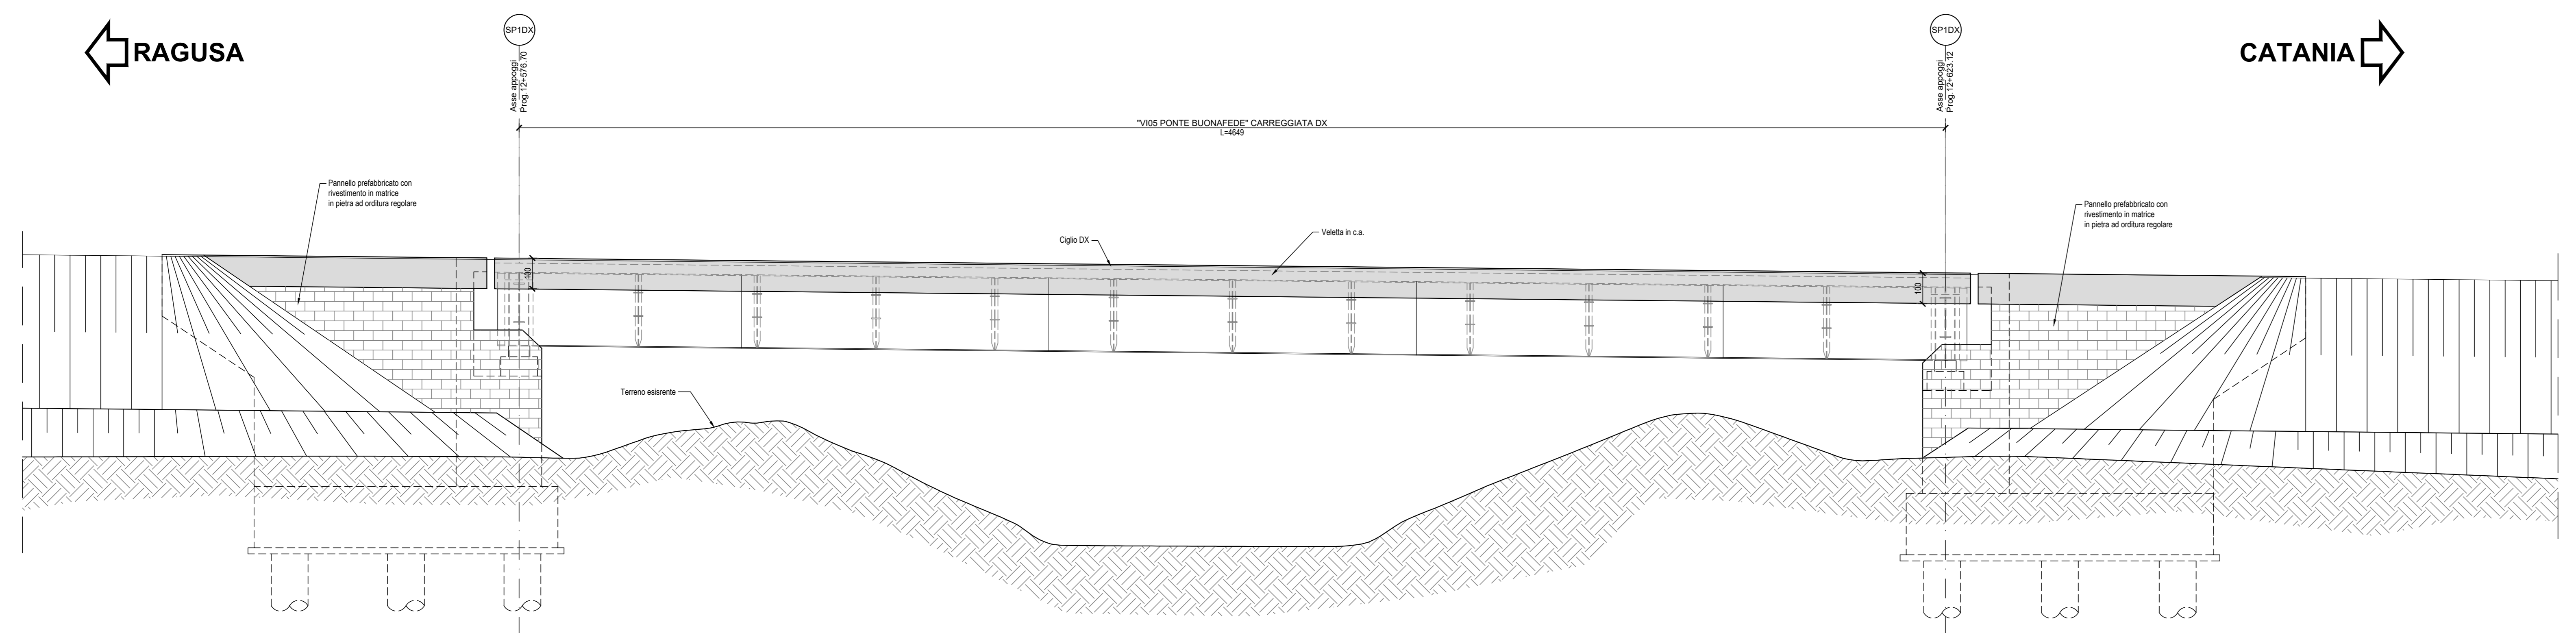 RAGUSA
SP1DX
Asse appoggi
Prog.12+576.70
SP1DX
Asse appoggi
Prog.12+623.12
CATANIA
"VI05 PONTE BUONAFEDE" CARREGGIATA DX
L=4649
Pannello prefabbricato con
rivestimento in matrice
in pietra ad orditura regolare
Pannello prefabbricato con
rivestimento in matrice
in pietra ad orditura regolare
Ciglio DX
Veletta in c.a.
100
100
Terreno esisrente